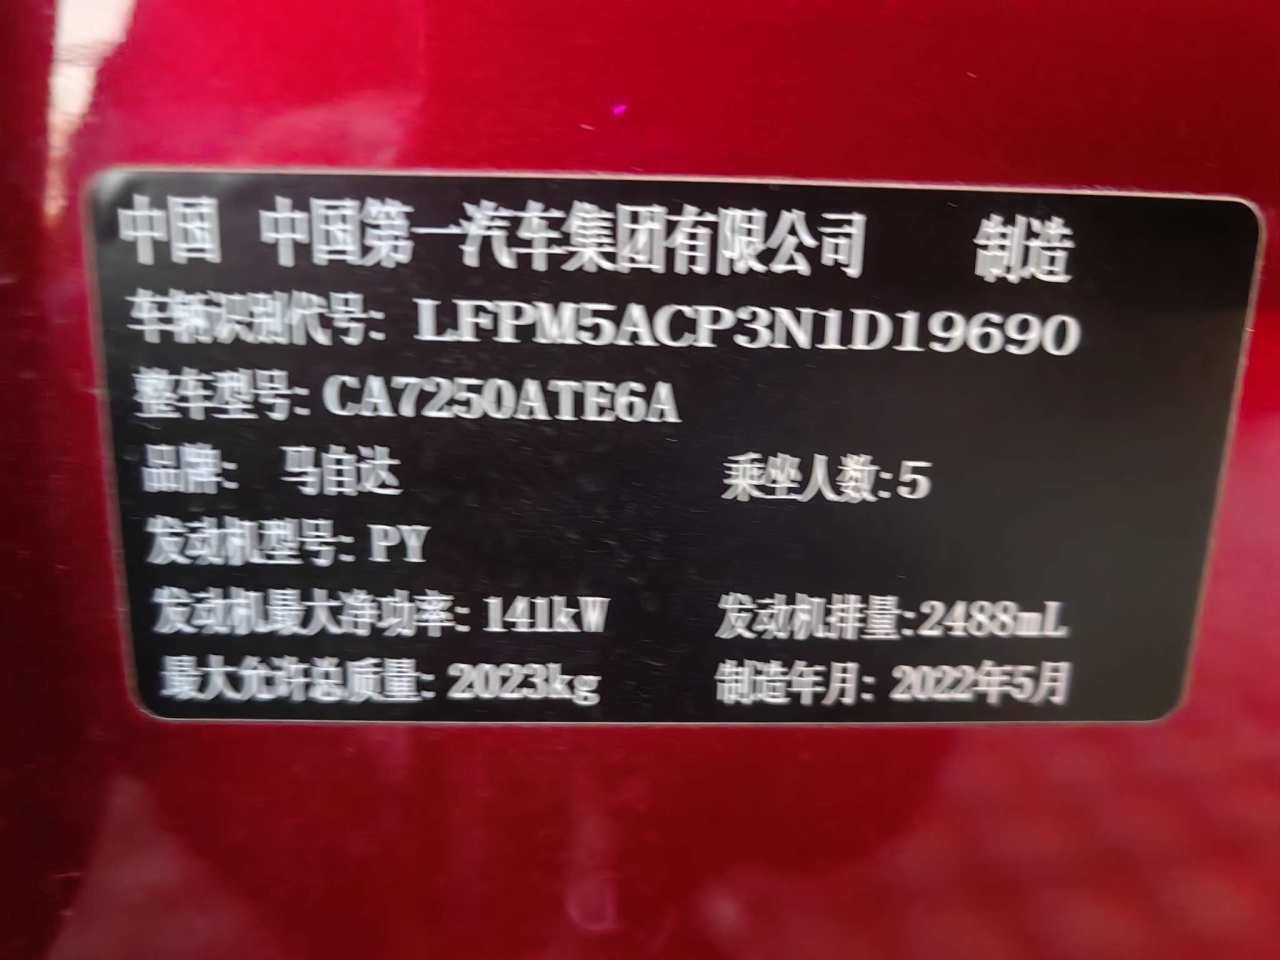 中国 中国第一汽车集团有限公司 制造
车辆识别代号: LFPM5ACP3N1D19690
整车型号: CA7250ATE6A
品牌: 马自达 乘坐人数:5
发动机型号: PY
发动机最大净功率: 141kW 发动机排量:2488mL
最大允许总质量: 2023kg 制造年月: 2022年5月